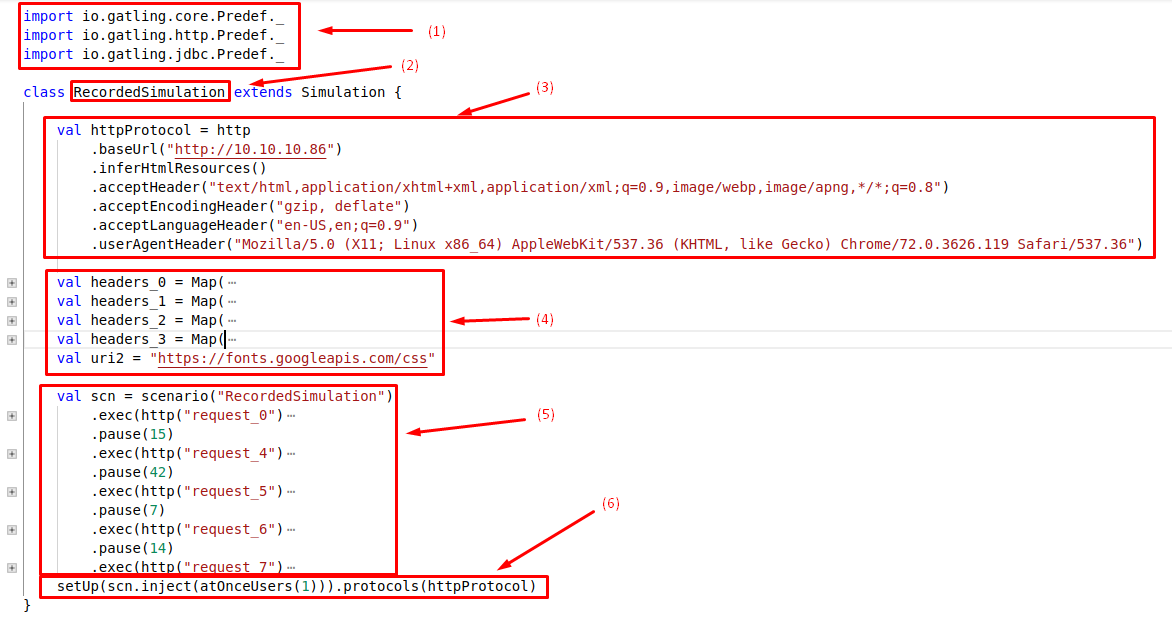 import io.gatling.core.Predef._
import io.gatling.http.Predef._
import io.gatling.jdbc.Predef._
(1)
(2)
class RecordedSimulation extends Simulation {
(3)
val httpProtocol = http
.baseUrl("http://10.10.10.86")
.inferHtmlResources()
.acceptHeader("text/html,application/xhtml+xml,application/xml;q=0.9,image/webp,image/apng,*/*;q=0.8")
.acceptEncodingHeader("gzip, deflate")
.acceptLanguageHeader("en-US,en;q=0.9")
.userAgentHeader("Mozilla/5.0 (X11; Linux x86_64) AppleWebKit/537.36 (KHTML, like Gecko) Chrome/72.0.3626.119 Safari/537.36")
val headers_0 = Map(⋯
val headers_1 = Map(⋯
val headers_2 = Map(⋯
(4)
val headers_3 = Map(⋯
val uri2 = "https://fonts.googleapis.com/css"
val scn = scenario("RecordedSimulation")
.exec(http("request_0")⋯
(5)
.pause(15)
.exec(http("request_4")⋯
.pause(42)
.exec(http("request_5")⋯
(6)
.pause(7)
.exec(http("request_6")⋯
.pause(14)
.exec(http("request_7")⋯
setUp(scn.inject(atOnceUsers(1))).protocols(httpProtocol)
}